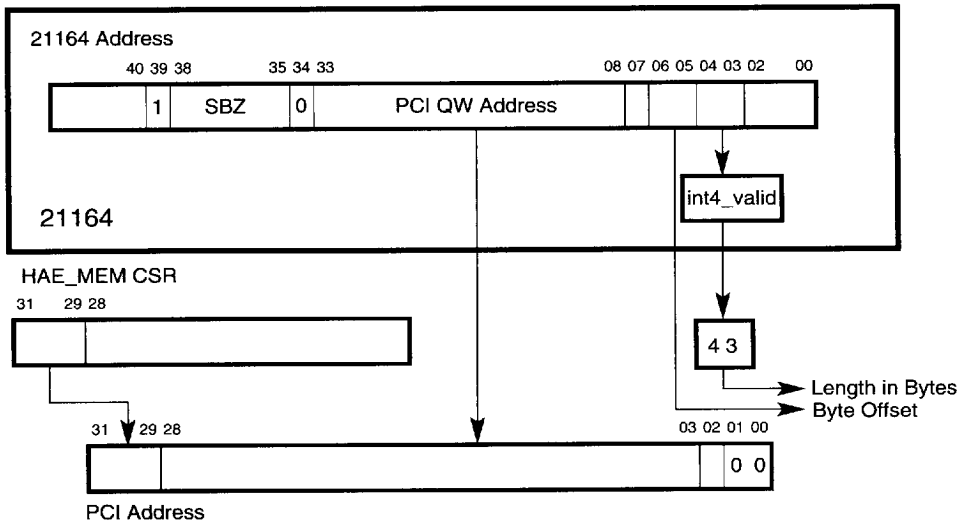 21164 Address
40 39 38 35 34 33 08 07 06 05 04 03 02 00
1 SBZ 0 PCI QW Address
int4_valid
21164
HAE_MEM CSR
31 29 28
4 3
Length in Bytes
Byte Offset
31 29 28 03 02 01 00
0 0
PCI Address